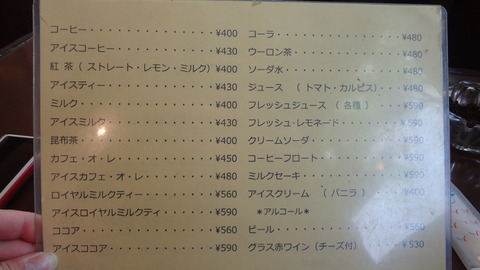 コーヒー・・・・・・・・・・・・・・・¥400
アイスコーヒー・・・・・・・・・・・・¥430
紅 茶 ( ストレート・レモン・ミルク) ¥400
アイスティー・・・・・・・・・・・・・¥430
ミルク・・・・・・・・・・・・・・・・¥400
アイスミルク・・・・・・・・・・・・・¥430
昆布茶・・・・・・・・・・・・・・・・¥400
カフェ・オ・レ・・・・・・・・・・・・¥450
アイスカフェ・オ・レ・・・・・・・・・¥480
ロイヤルミルクティー・・・・・・・・・¥560
アイスロイヤルミルクティ・・・・・・・¥590
ココア・・・・・・・・・・・・・・・・¥560
アイスココア・・・・・・・・・・・・・¥590
コーラ・・・・・・・・・・・・・・・・¥480
ウーロン茶・・・・・・・・・・・・・・¥480
ソーダ水・・・・・・・・・・・・・・・¥480
ジュース ( トマト・カルピス)・・・・¥480
フレッシュジュース ( 各種 )・・・・・¥590
フレッシュ・レモネード・・・・・・・・¥590
クリームソーダ・・・・・・・・・・・・¥590
コーヒーフロート・・・・・・・・・・・¥590
ミルクセーキ・・・・・・・・・・・・・¥590
アイスクリーム ( バニラ )・・・・・・¥400
*アルコール*
ビール・・・・・・・・・・・・・・・・¥560
グラス赤ワイン (チーズ付)・・・・・・¥530